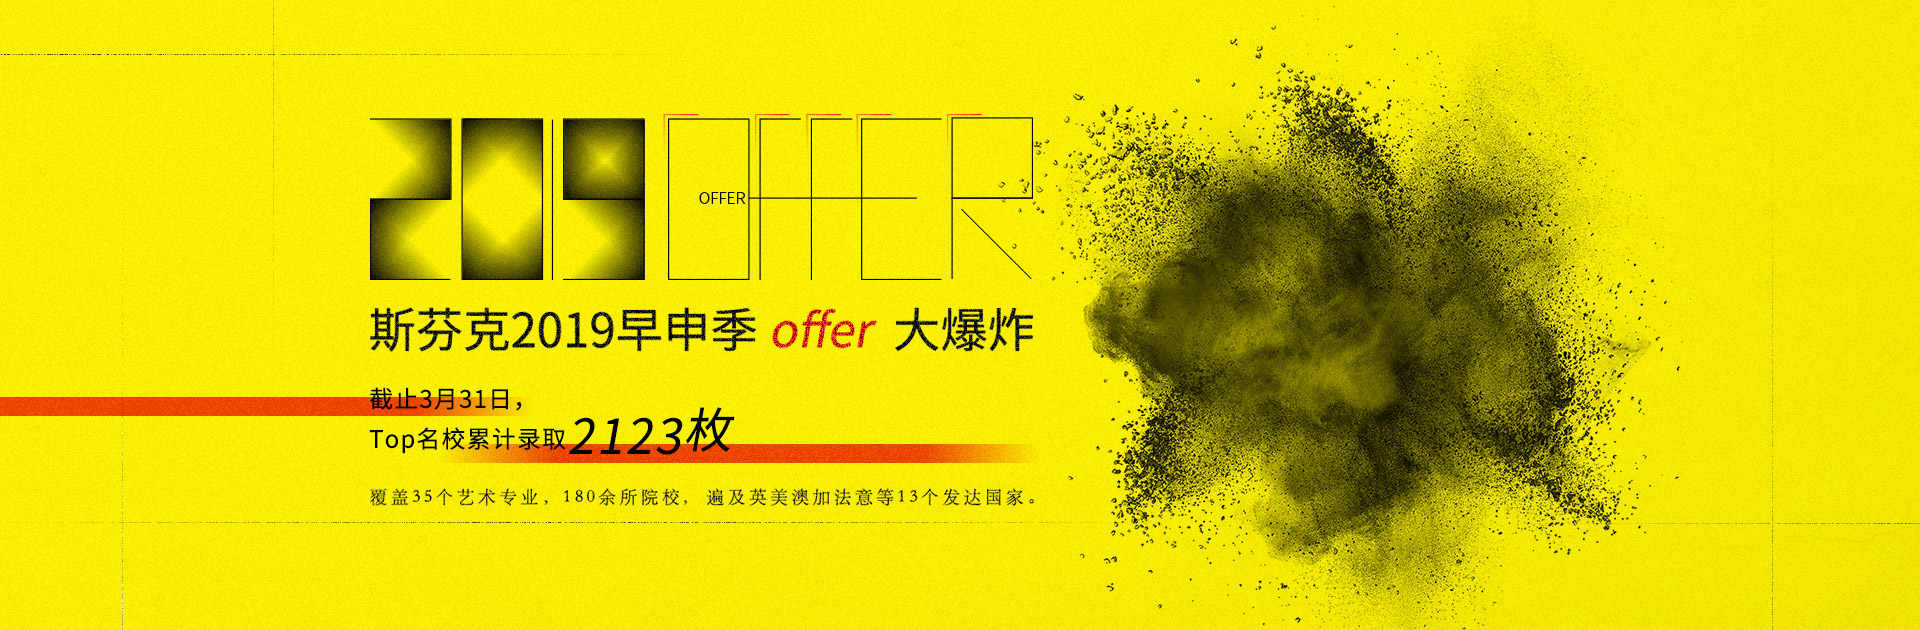 2019 OFFER
OFFER
斯芬克2019早申季 offer 大爆炸
截止3月31日，
Top名校累计录取2123枚
覆盖35个艺术专业，180余所院校，遍及英美澳加法意等13个发达国家。